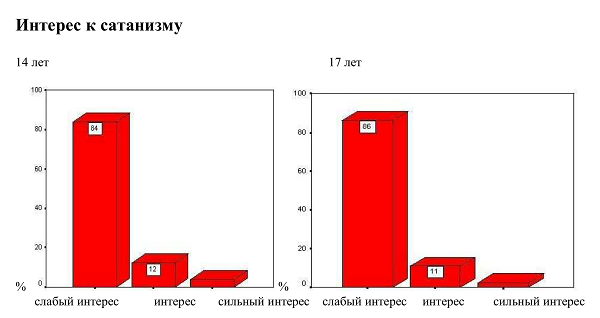 Интерес к сатанизму
14 лет
17 лет
100
80
60
40
20
0
%
84
12
слабый интерес
интерес
сильный интерес
100
80
60
40
20
0
%
86
11
слабый интерес
интерес
сильный интерес